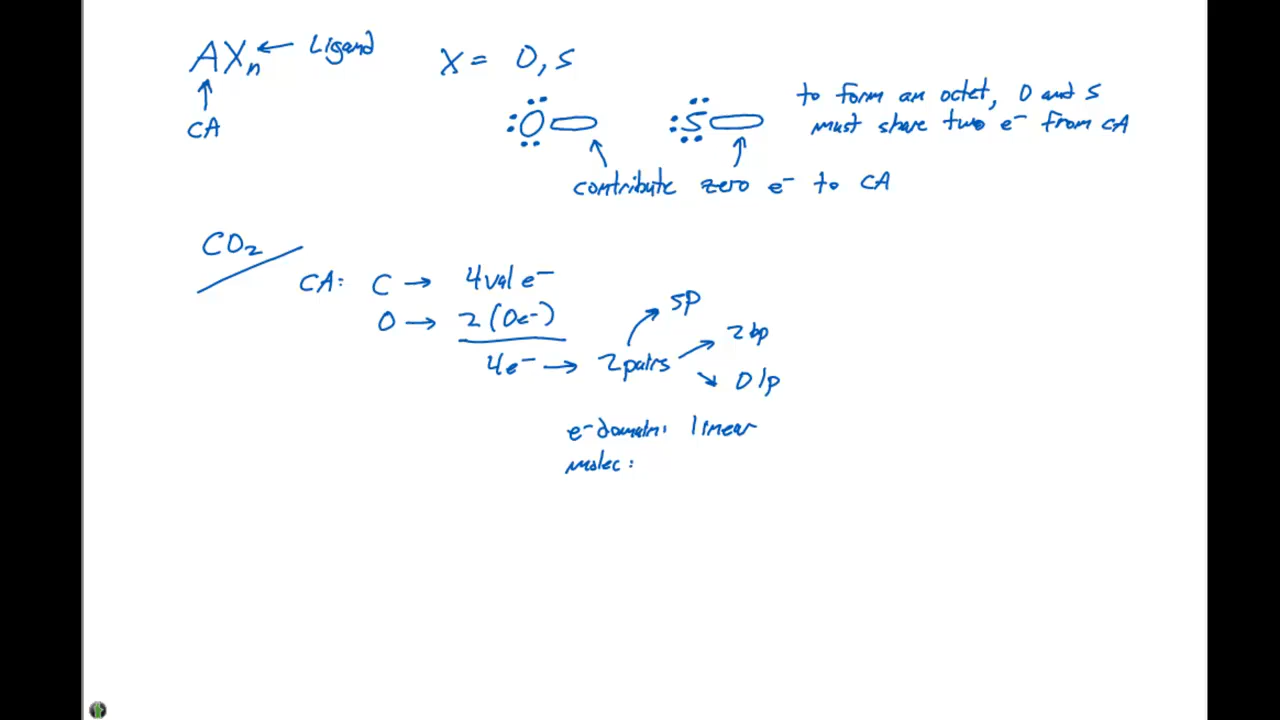 AXn ← Ligand
CA
X = O, S
:O
:S
to form an octet, O and S
must share two e⁻ from CA
contribute zero e⁻ to CA
CO₂
CA: C → 4 val e⁻
O → 2 (0e⁻)
4e⁻ → 2 pairs
sp
2 bp
0 lp
e⁻domain: linear
molec: